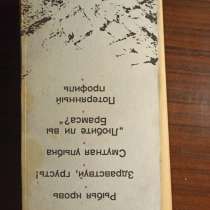 Рыбья кровь
•
Здравствуй, грусть!
•
Смутная улыбка
•
„Любите ли вы
Брамса?“
•
Потерянный
профиль